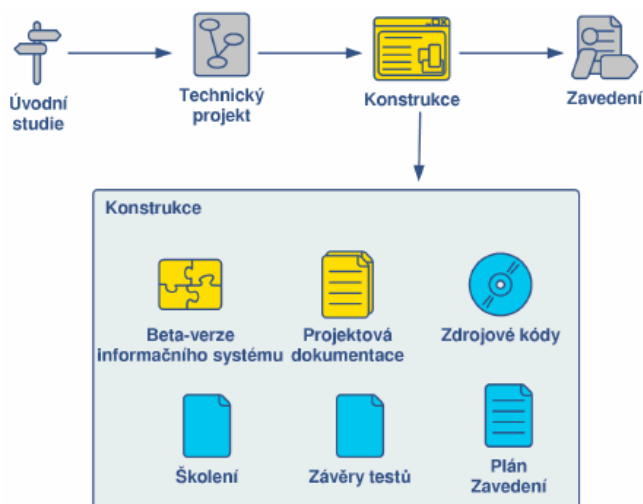 Úvodní
studie
Technický
projekt
Konstrukce
Zavedení
Konstrukce
Beta-verze
informačního systému
Projektová
dokumentace
Zdrojové kódy
Školení
Závěry testů
Plán
Zavedení